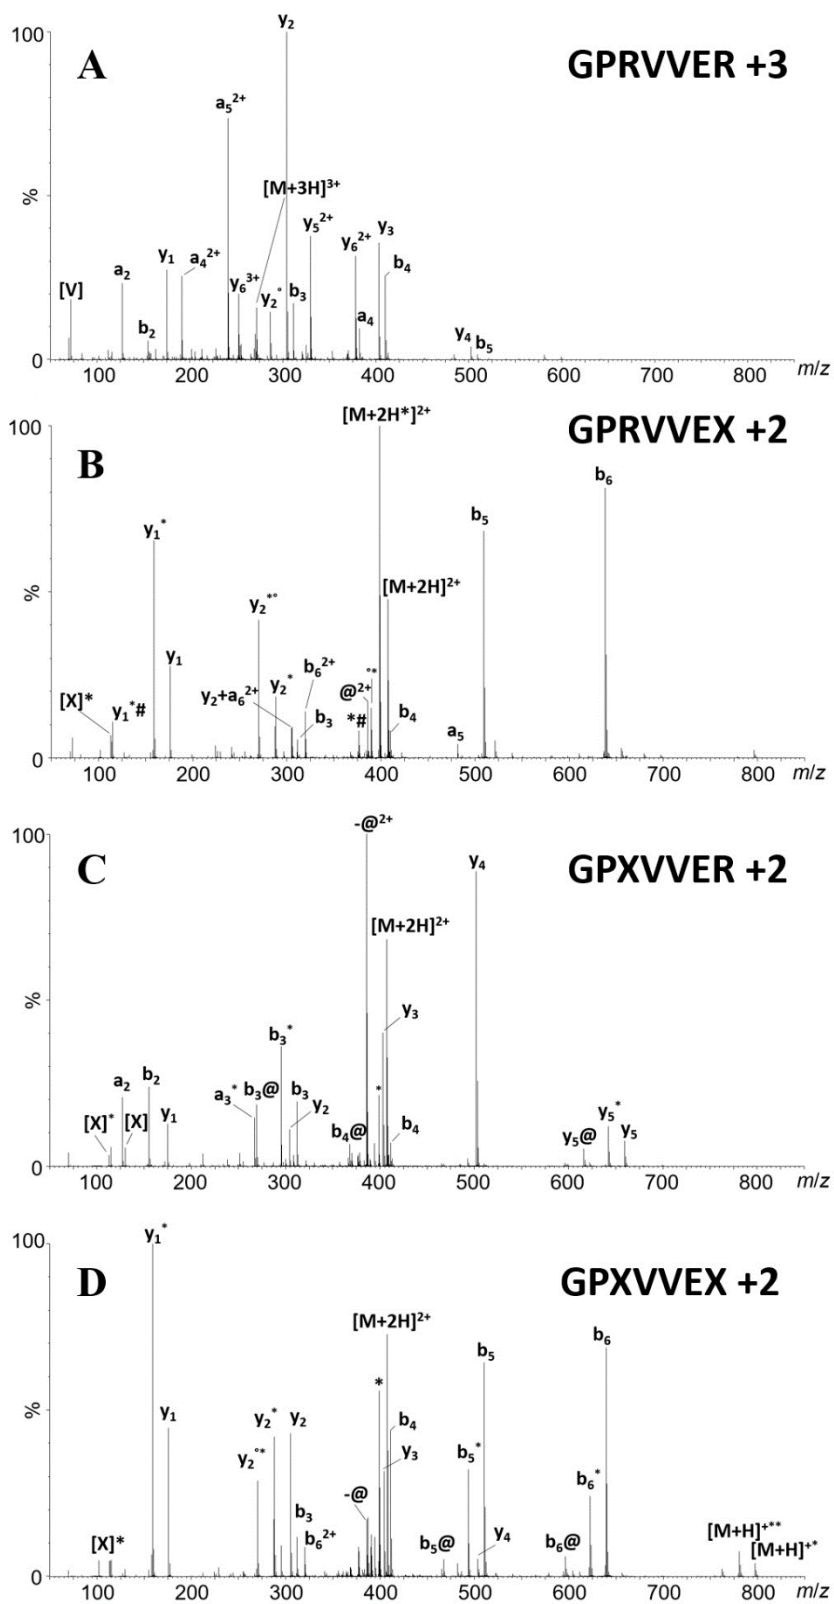 A GPRVVER +3
100
%
0
[V]
a2
b2
y1
a4 2+
a5 2+
y6 3+
[M+3H]3+
y2°
y2
b3
y5 2+
y6 2+
a4
y3
b4
y4
b5
100 200 300 400 500 600 700 800 m/z
B GPRVVEX +2
100
%
0
[X]*
y1*#
y1*
y1
y2*°
y2+a6 2+
y2*
b6 2+
b3
@2+
*#
°*
[M+2H*]2+
[M+2H]2+
b4
a5
b5
b6
100 200 300 400 500 600 700 800 m/z
C GPXVVER +2
100
%
0
[X]*
a2
[X]
b2
y1
a3*
b3@
b3*
y2
b3
b4@
-@2+
*
[M+2H]2+
y3
b4
y4
y5@
y5*
y5
100 200 300 400 500 600 700 800 m/z
D GPXVVEX +2
100
%
0
[X]*
y1*
y1
y2°*
y2*
y2
b3
b6 2+
-@
*
[M+2H]2+
b4
y3
b5@
b5*
y4
b5
b6@
b6*
b6
[M+H]+**
[M+H]+*
100 200 300 400 500 600 700 800 m/z